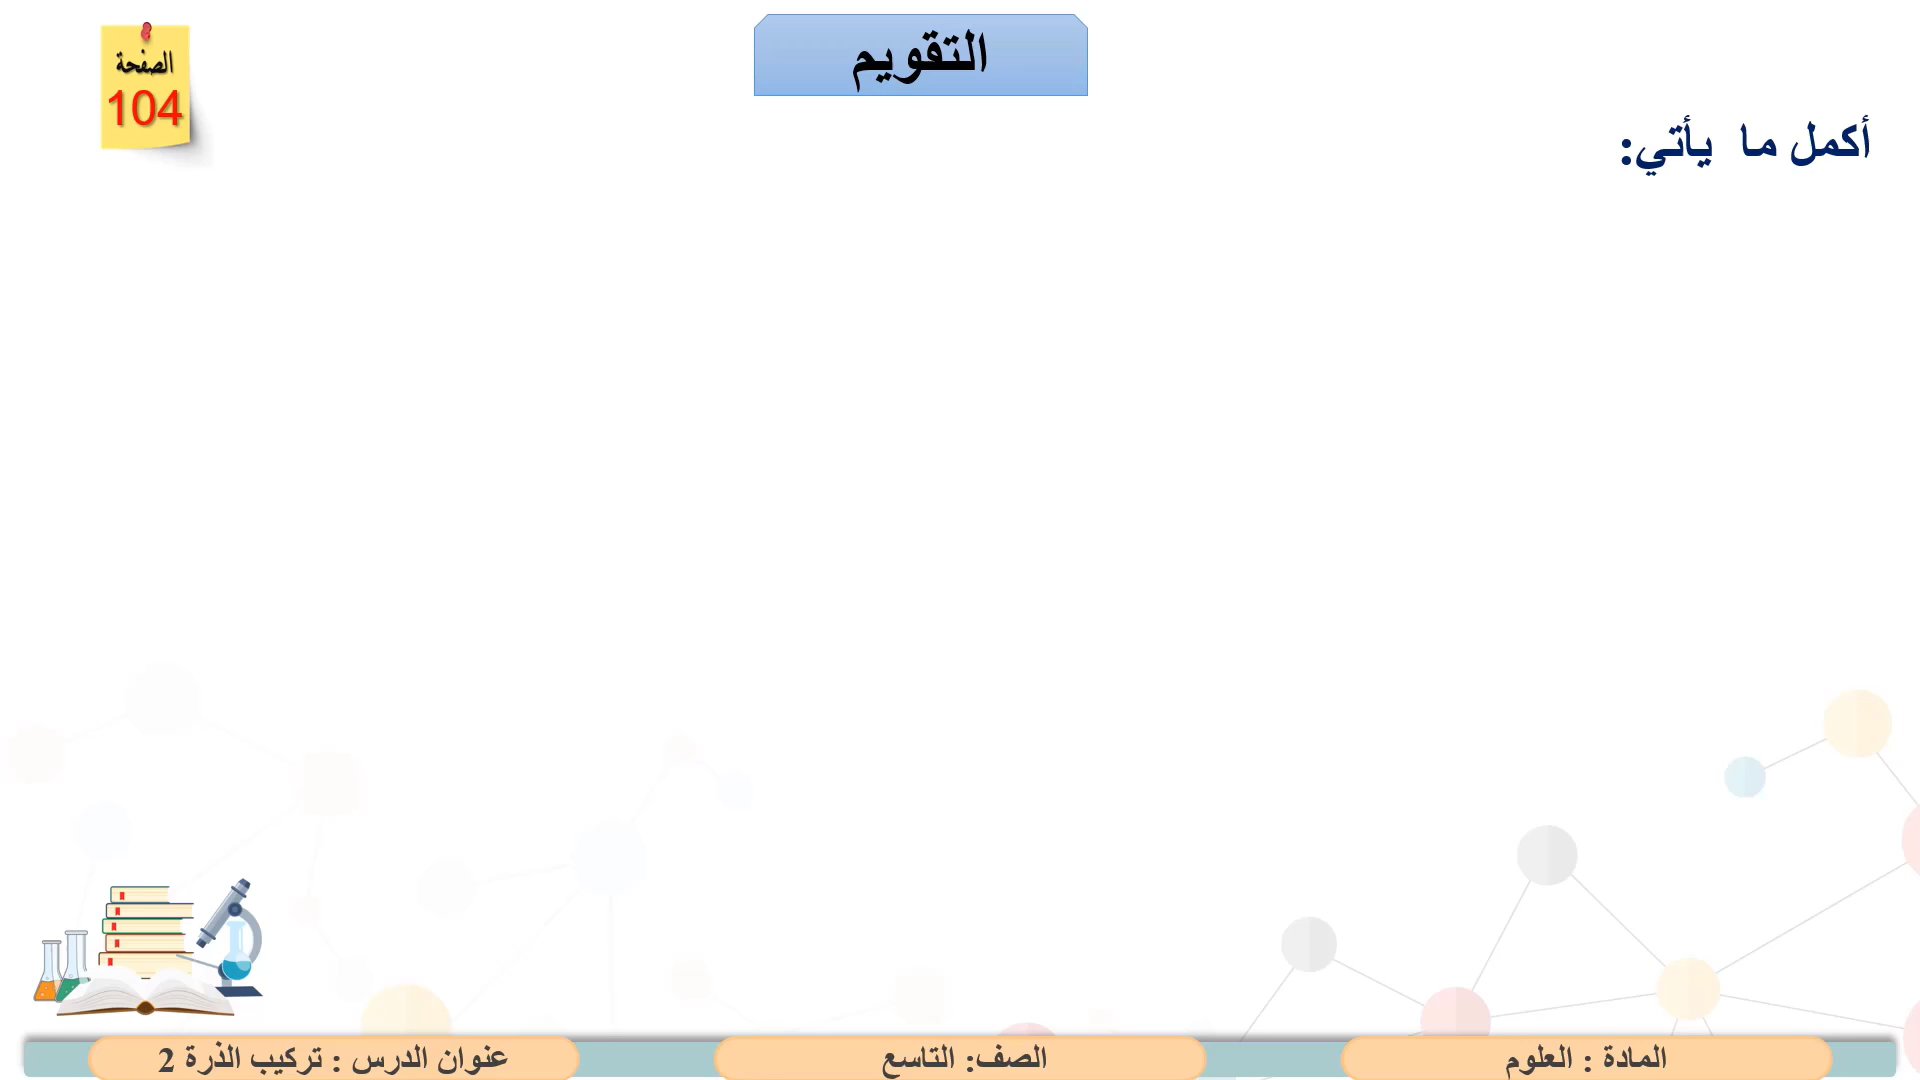 التقويم
الصفحة
104
أكمل ما يأتي:
المادة : العلوم
الصف: التاسع
عنوان الدرس : تركيب الذرة 2